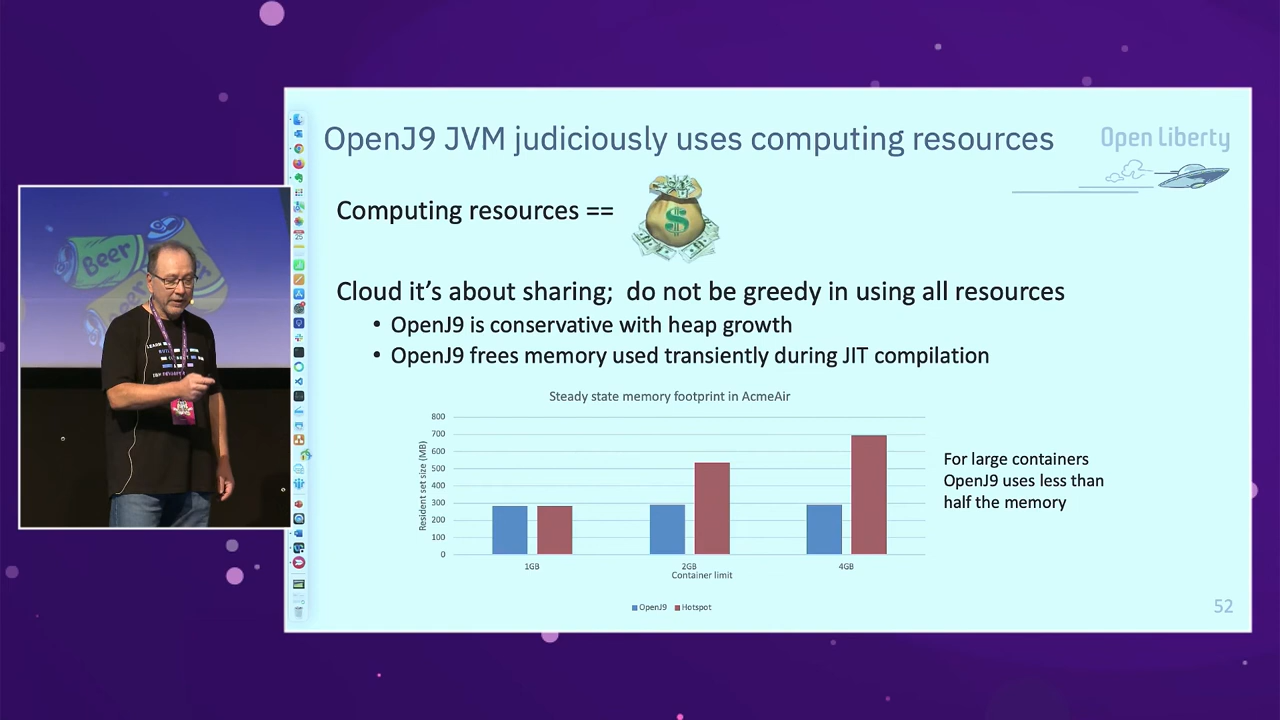 OpenJ9 JVM judiciously uses computing resources
Open Liberty
Computing resources ==
$
Cloud it's about sharing; do not be greedy in using all resources
• OpenJ9 is conservative with heap growth
• OpenJ9 frees memory used transiently during JIT compilation
Steady state memory footprint in AcmeAir
Resident set size (MB)
800
700
600
500
400
300
200
100
0
1GB
2GB
4GB
Container limit
OpenJ9
Hotspot
For large containers
OpenJ9 uses less than
half the memory
52
Beer